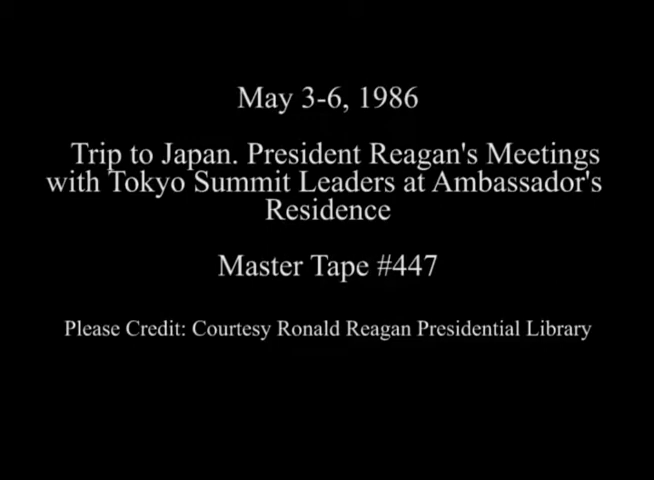 May 3-6, 1986
Trip to Japan. President Reagan's Meetings
with Tokyo Summit Leaders at Ambassador's
Residence
Master Tape #447
Please Credit: Courtesy Ronald Reagan Presidential Library